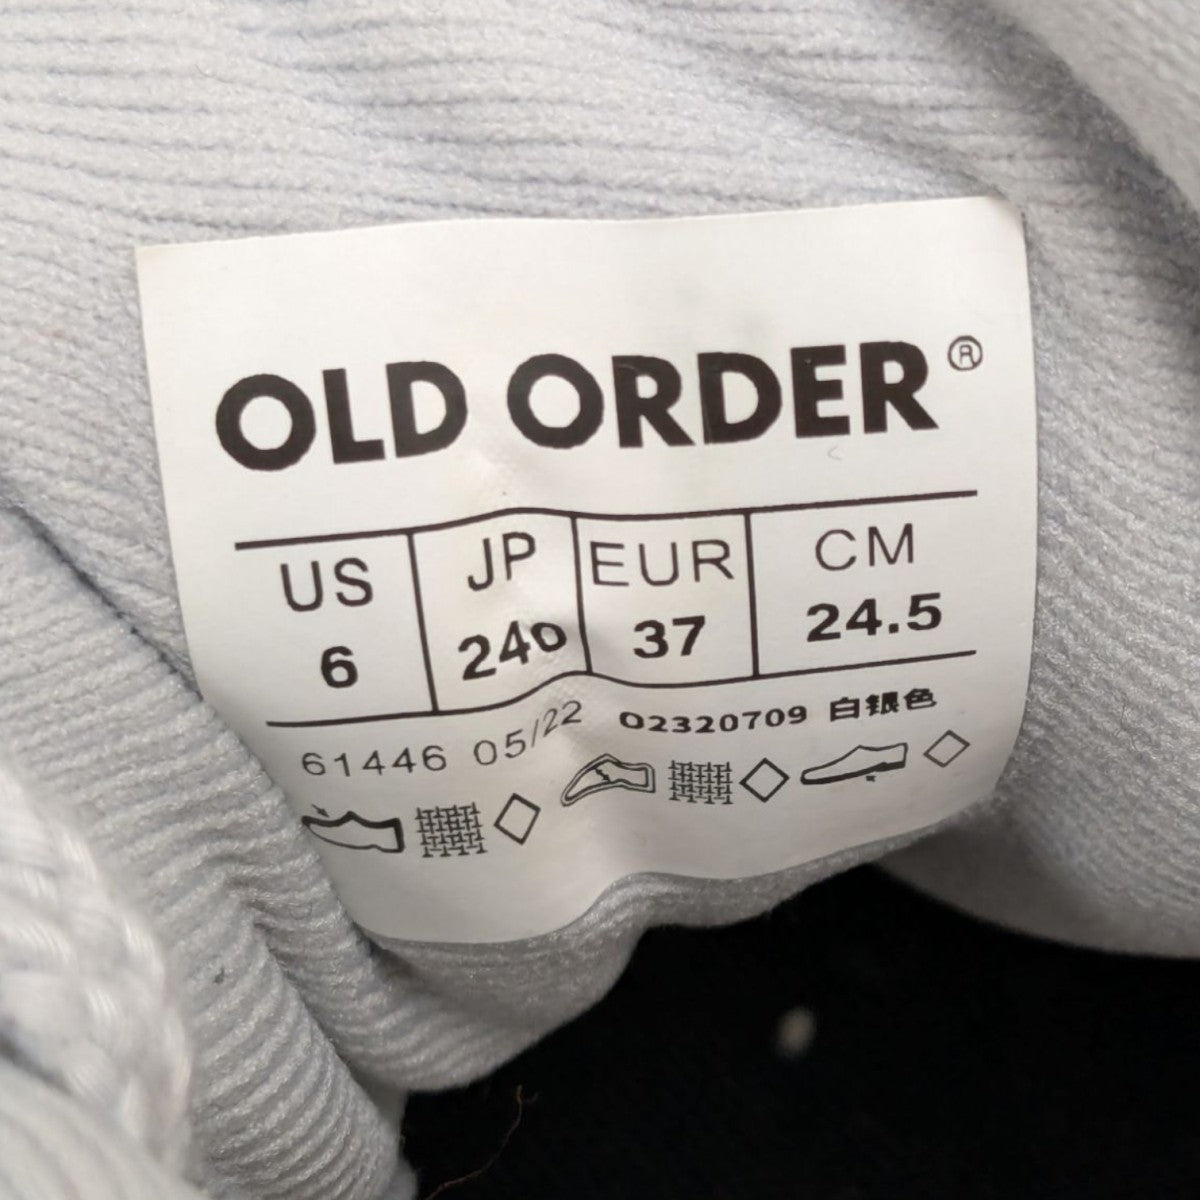 OLD ORDER®
US JP EUR CM
6 240 37 24.5
61446 05/22 02320709 白银色